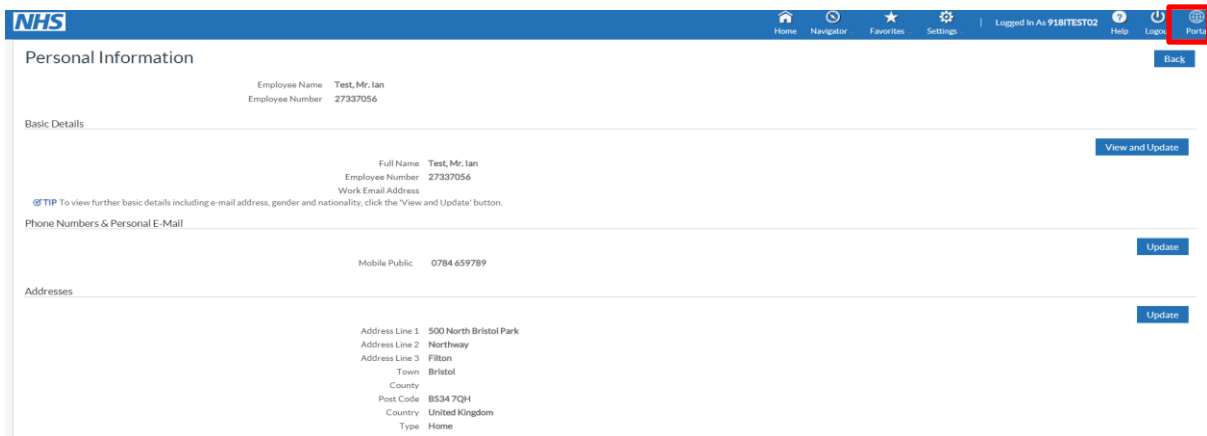 NHS
Home Navigator Favorites Settings Logged In As 918ITEST02 Help Logou Porta
Personal Information
Back
Employee Name Test, Mr. Ian
Employee Number 27337056
Basic Details
View and Update
Full Name Test, Mr. Ian
Employee Number 27337056
Work Email Address
TIP To view further basic details including e-mail address, gender and nationality, click the 'View and Update' button.
Phone Numbers & Personal E-Mail
Update
Mobile Public 0784 659789
Addresses
Update
Address Line 1 500 North Bristol Park
Address Line 2 Northway
Address Line 3 Filton
Town Bristol
County
Post Code BS34 7QH
Country United Kingdom
Type Home